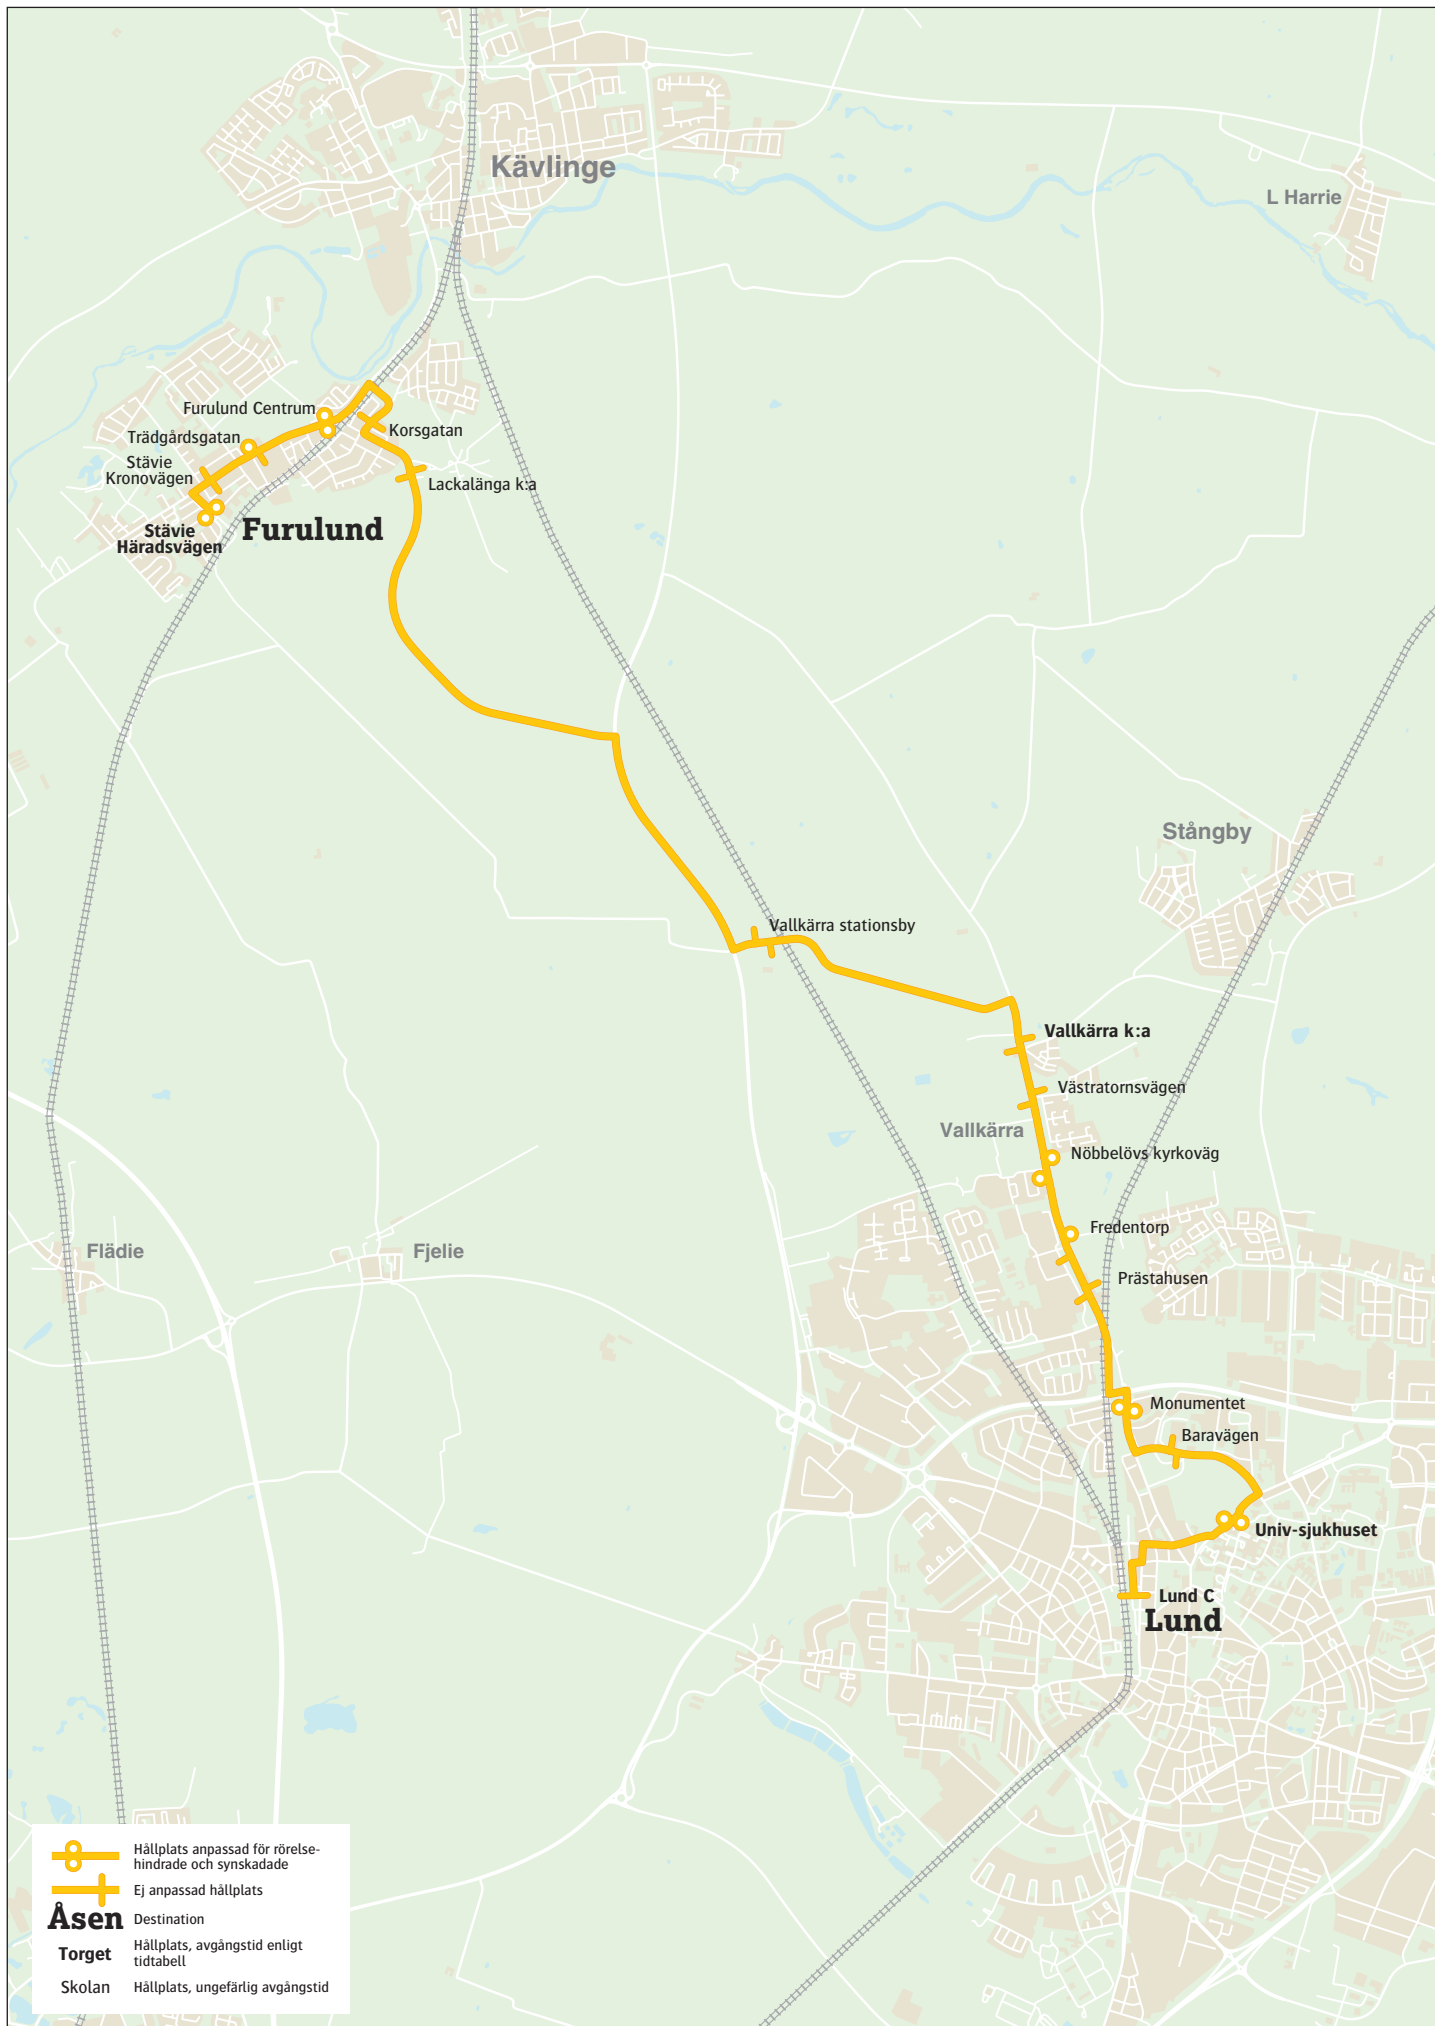 Kävlinge
L Harrie
Furulund Centrum
Trädgårdsgatan
Korsgatan
Stävie
Kronovägen
Lackalänga k:a
Stävie
Häradsvägen
Furulund
Stångby
Vallkärra stationsby
Vallkärra k:a
Västratornsvägen
Vallkärra
Nöbbelövs kyrkoväg
Fredentorp
Flädie
Fjelie
Prästahusen
Monumentet
Baravägen
Univ-sjukhuset
Lund C
Lund
Hållplats anpassad för rörelse-
hindrade och synskadade
Ej anpassad hållplats
Åsen Destination
Torget Hållplats, avgångstid enligt
tidtabell
Skolan Hållplats, ungefärlig avgångstid